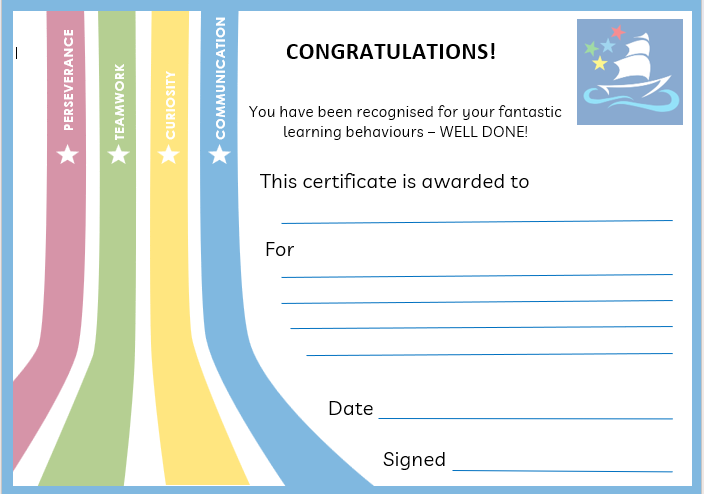 PERSEVERANCE
TEAMWORK
CURIOSITY
COMMUNICATION
CONGRATULATIONS!
You have been recognised for your fantastic
learning behaviours – WELL DONE!
This certificate is awarded to
For
Date
Signed